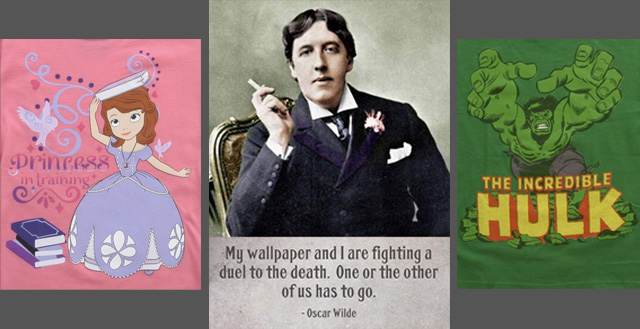 Princess
in training
My wallpaper and I are fighting a
duel to the death. One or the other
of us has to go.
- Oscar Wilde
THE INCREDIBLE
HULK